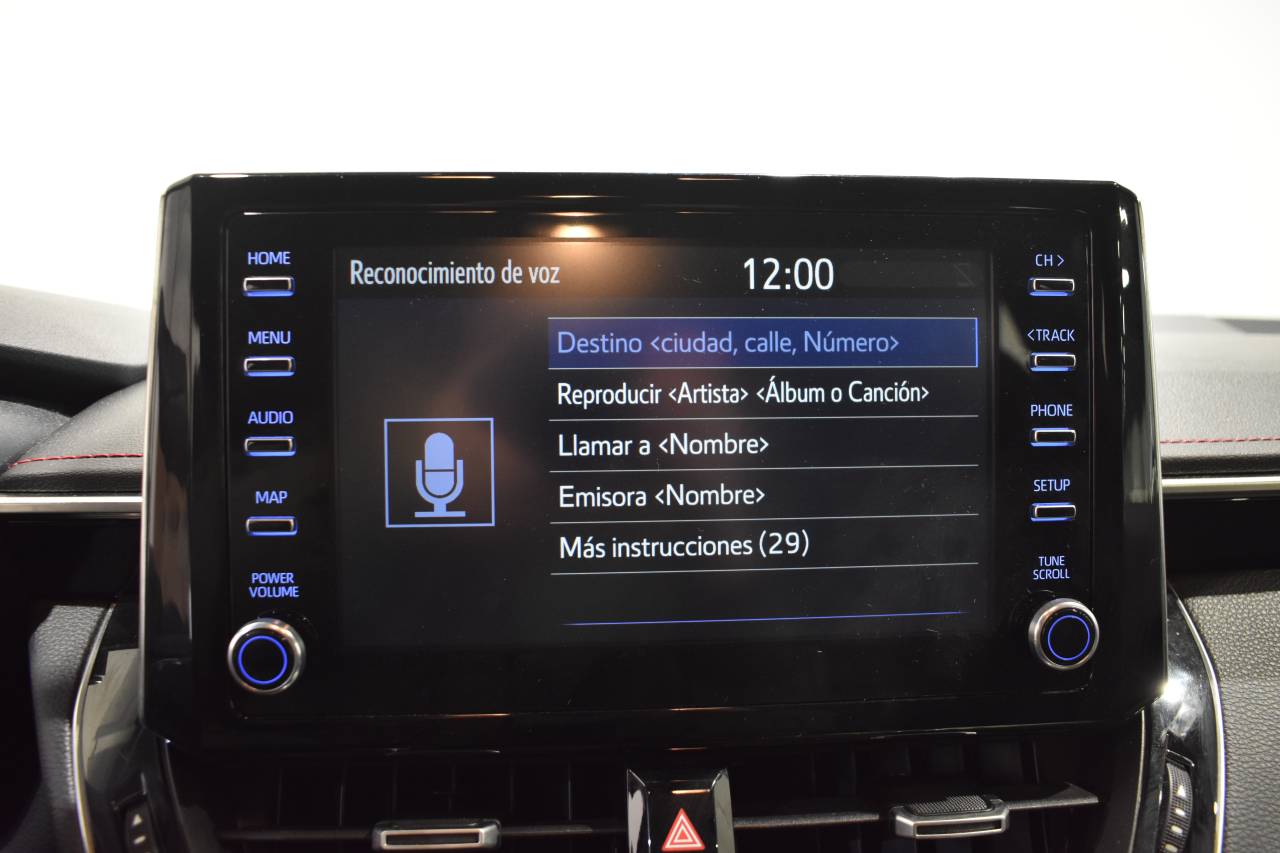 HOME
MENU
AUDIO
MAP
POWER
VOLUME
Reconocimiento de voz
12:00
Destino <ciudad, calle, Número>
Reproducir <Artista> <Álbum o Canción>
Llamar a <Nombre>
Emisora <Nombre>
Más instrucciones (29)
CH >
<TRACK
PHONE
SETUP
TUNE
SCROLL